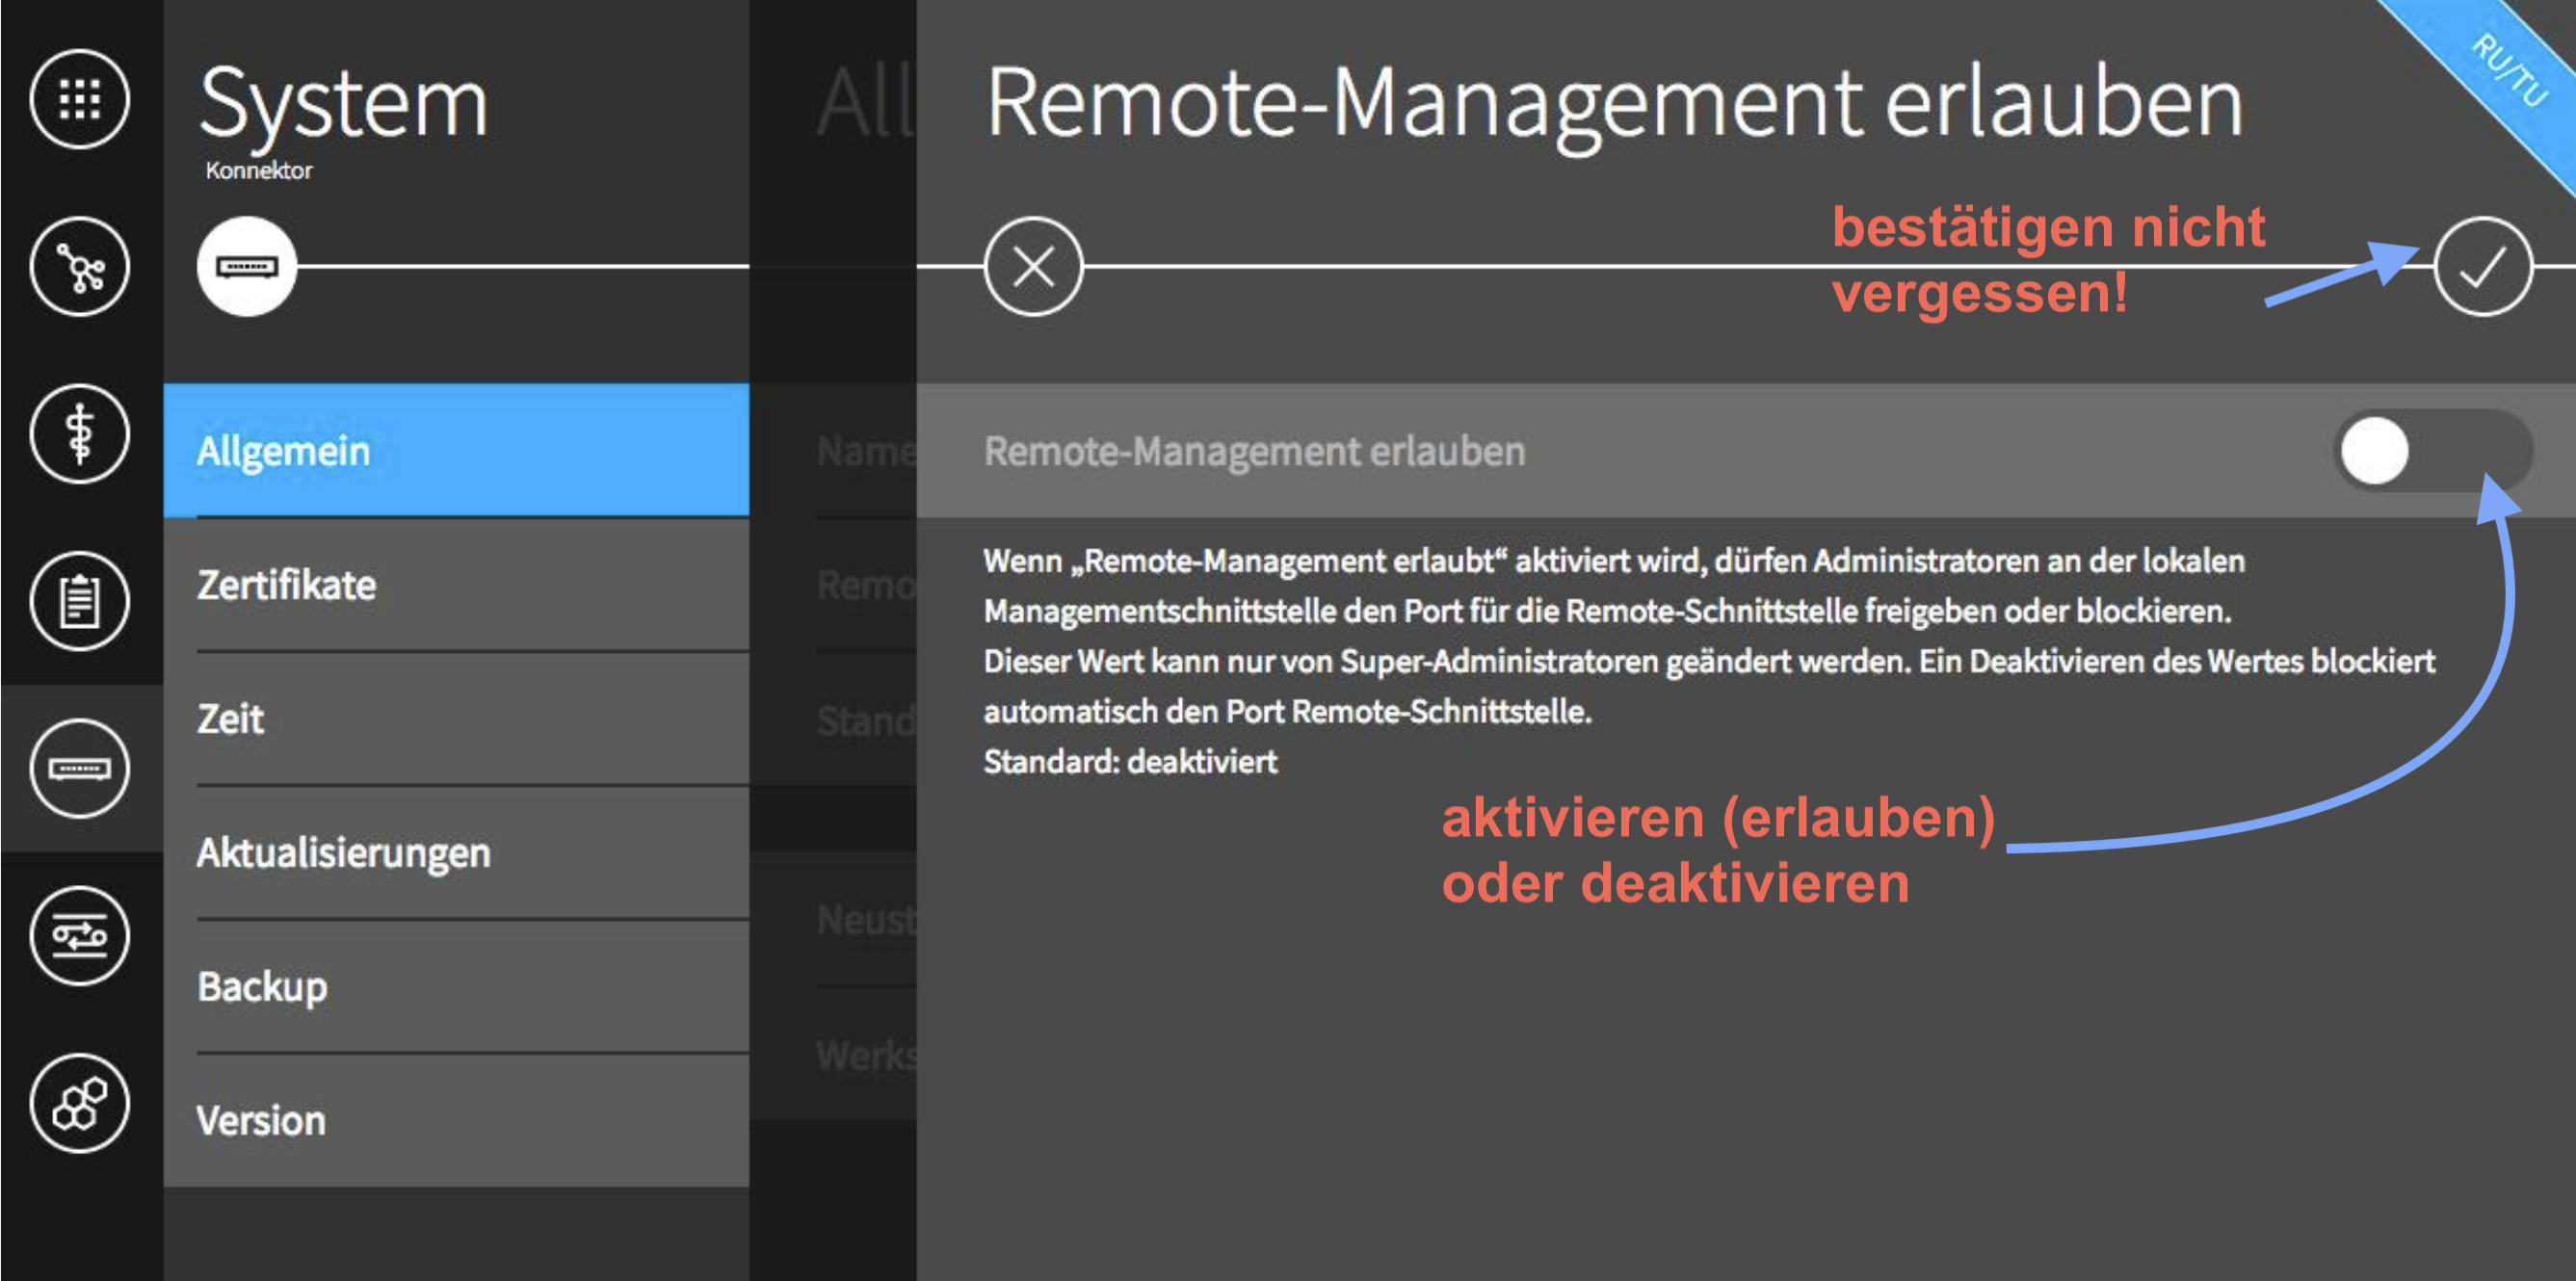 System
Konnektor
Allgemein
Zertifikate
Zeit
Aktualisierungen
Backup
Version
All
Name
Remo
Stand
Neust
Werks
Remote-Management erlauben
RU/TU
bestätigen nicht
vergessen!
Remote-Management erlauben
Wenn „Remote-Management erlaubt“ aktiviert wird, dürfen Administratoren an der lokalen
Managementschnittstelle den Port für die Remote-Schnittstelle freigeben oder blockieren.
Dieser Wert kann nur von Super-Administratoren geändert werden. Ein Deaktivieren des Wertes blockiert
automatisch den Port Remote-Schnittstelle.
Standard: deaktiviert
aktivieren (erlauben)
oder deaktivieren